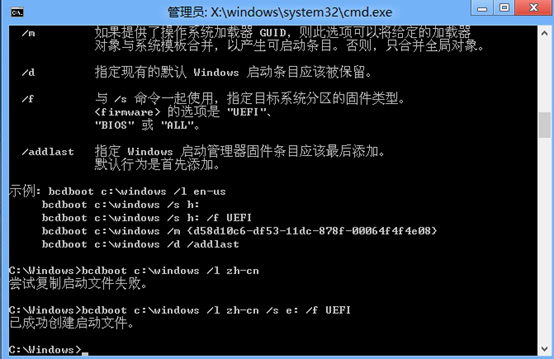 管理员: X:\windows\system32\cmd.exe
/m 如果提供了操作系统加载器 GUID，则此选项可以将给定的加载器
对象与系统模板合并，以产生可启动条目。否则，只合并全局对象。
/d 指定现有的默认 Windows 启动条目应该被保留。
/f 与 /s 命令一起使用，指定目标系统分区的固件类型。
<firmware> 的选项是 "UEFI"、
"BIOS" 或 "ALL"。
/addlast 指定 Windows 启动管理器固件条目应该最后添加。
默认行为是首先添加。
示例: bcdboot c:\windows /l en-us
bcdboot c:\windows /s h:
bcdboot c:\windows /s h: /f UEFI
bcdboot c:\windows /m {d58d10c6-df53-11dc-878f-00064f4f4e08}
bcdboot c:\windows /d /addlast
C:\Windows>bcdboot c:\windows /l zh-cn
尝试复制启动文件失败。
C:\Windows>bcdboot c:\windows /l zh-cn /s e: /f UEFI
已成功创建启动文件。
C:\Windows>